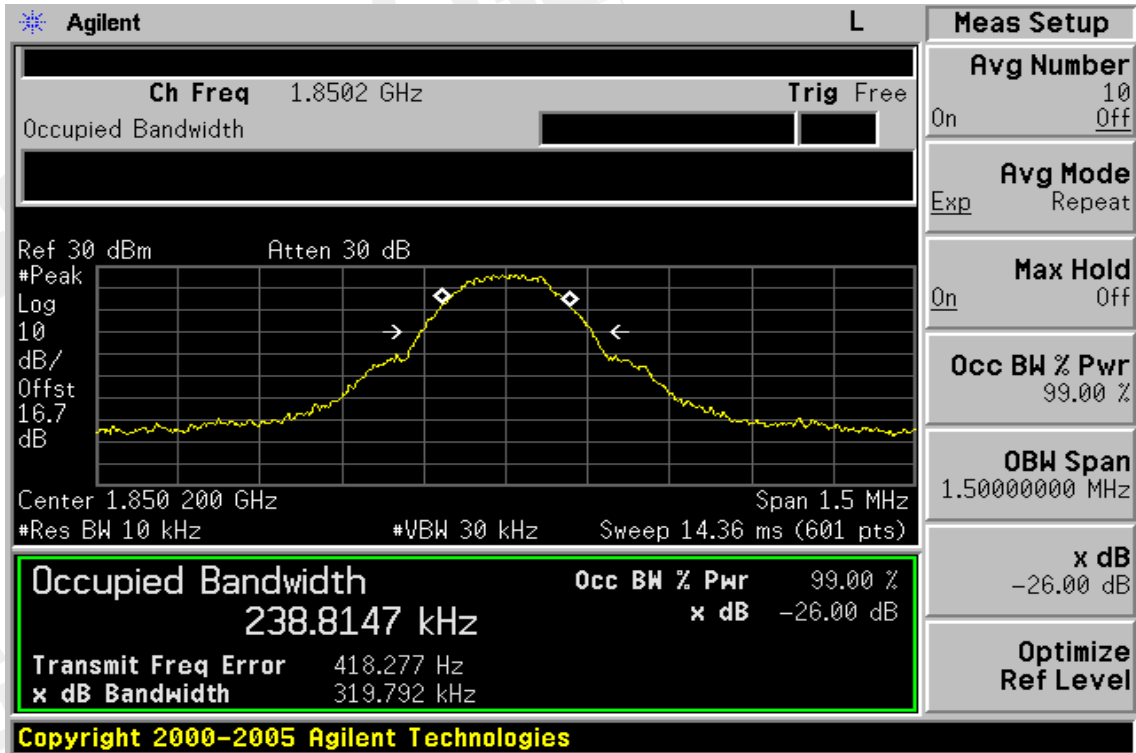 Agilent L
Ch Freq 1.8502 GHz Trig Free
Occupied Bandwidth
Ref 30 dBm Atten 30 dB
#Peak
Log
10
dB/
Offst
16.7
dB
Center 1.850 200 GHz Span 1.5 MHz
#Res BW 10 kHz #VBW 30 kHz Sweep 14.36 ms (601 pts)
Occupied Bandwidth Occ BW % Pwr 99.00 %
238.8147 kHz x dB -26.00 dB
Transmit Freq Error 418.277 Hz
x dB Bandwidth 319.792 kHz
Copyright 2000-2005 Agilent Technologies
Meas Setup
Avg Number
10
On Off
Avg Mode
Exp Repeat
Max Hold
On Off
Occ BW % Pwr
99.00 %
OBW Span
1.50000000 MHz
x dB
-26.00 dB
Optimize
Ref Level